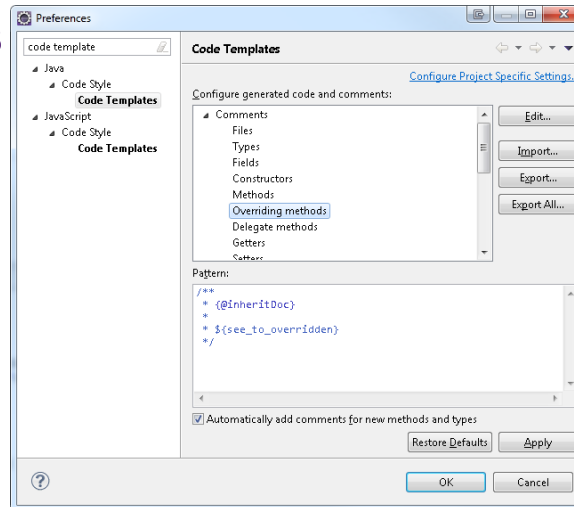 Preferences
code template
Java
Code Style
Code Templates
JavaScript
Code Style
Code Templates
Code Templates
Configure Project Specific Settings.
Configure generated code and comments:
Comments
Files
Types
Fields
Constructors
Methods
Overriding methods
Delegate methods
Getters
Setters
Edit...
Import...
Export...
Export All...
Pattern:
/**
* {@inheritDoc}
*
* ${see_to_overridden}
*/
Automatically add comments for new methods and types
Restore Defaults
Apply
?
OK
Cancel